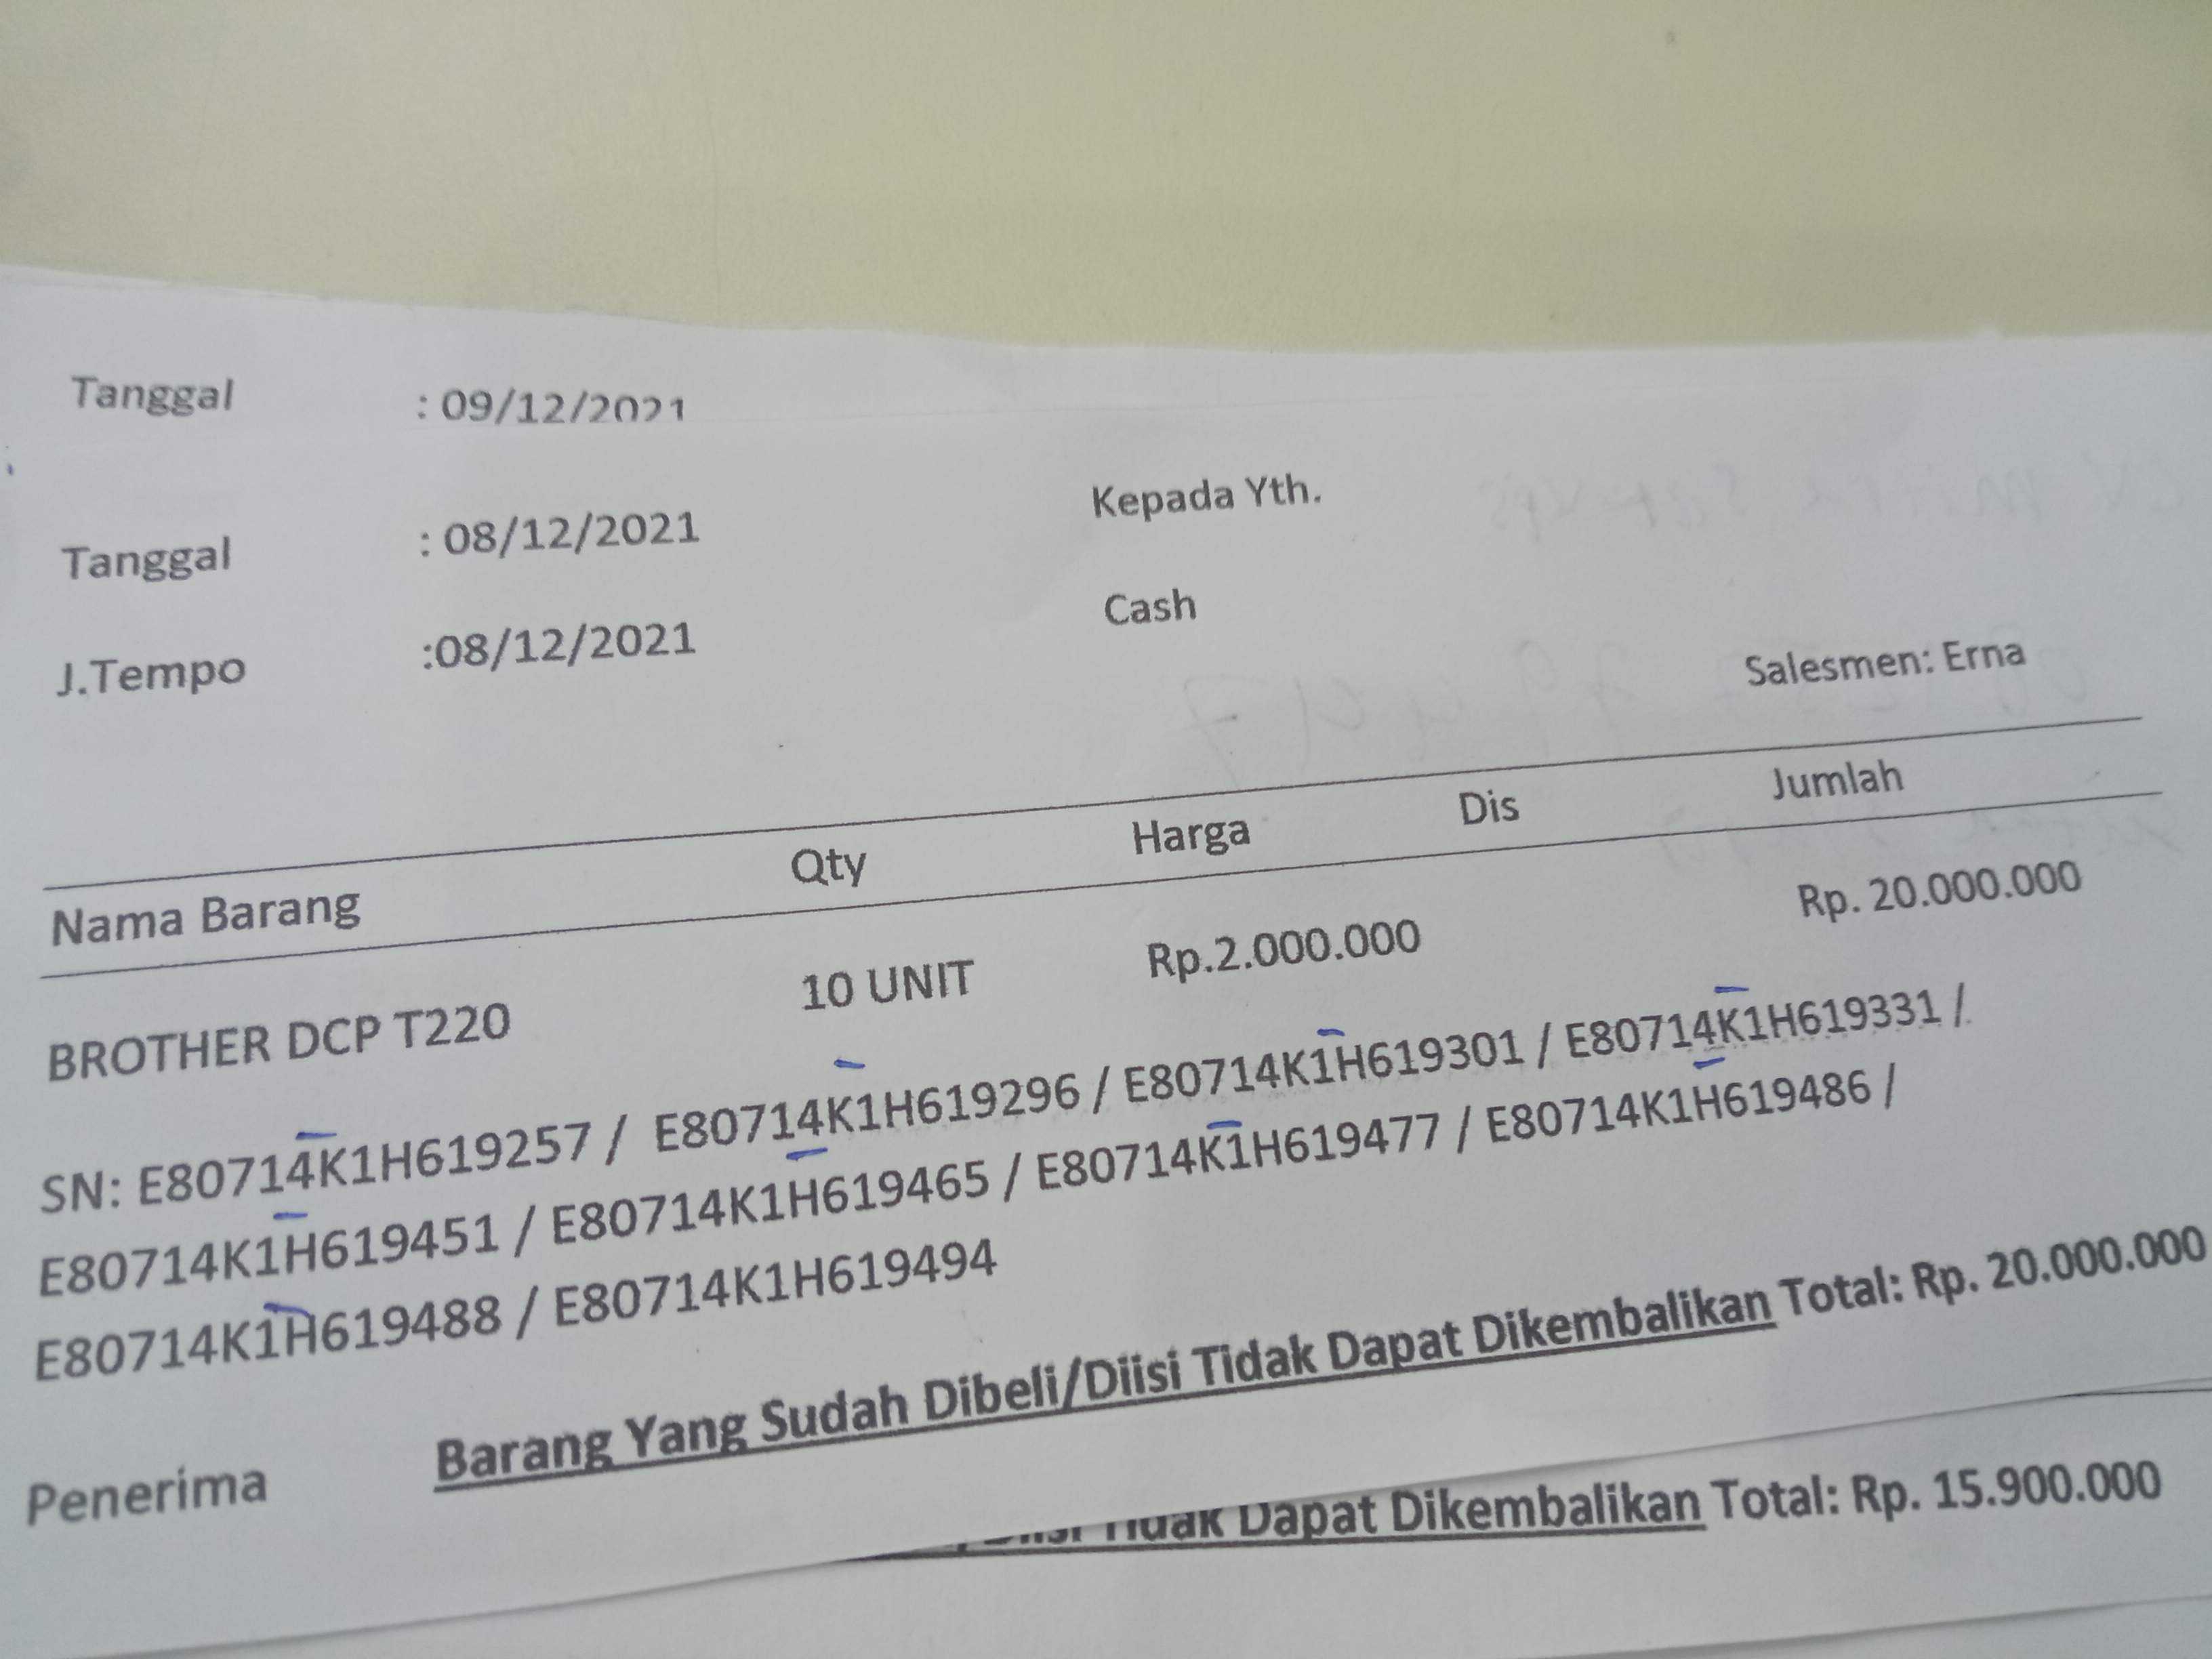 Tanggal : 09/12/2021
Tanggal : 08/12/2021 Kepada Yth.
J.Tempo :08/12/2021 Cash
Salesmen: Erna
Nama Barang Qty Harga Dis Jumlah
BROTHER DCP T220 10 UNIT Rp.2.000.000 Rp. 20.000.000
SN: E80714K1H619257 / E80714K1H619296 / E80714K1H619301 / E80714K1H619331 /
E80714K1H619451 / E80714K1H619465 / E80714K1H619477 / E80714K1H619486 /
E80714K1H619488 / E80714K1H619494
Penerima Barang Yang Sudah Dibeli/Diisi Tidak Dapat Dikembalikan Total: Rp. 20.000.000
Tidak Dapat Dikembalikan Total: Rp. 15.900.000